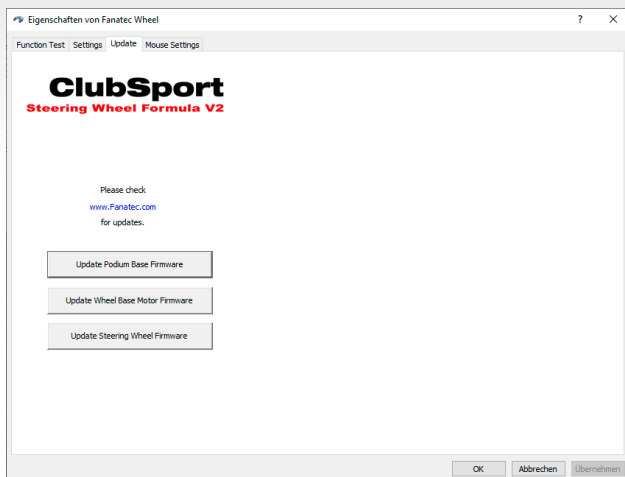 Eigenschaften von Fanatec Wheel
Function Test Settings Update Mouse Settings
ClubSport
Steering Wheel Formula V2
Please check
www.Fanatec.com
for updates.
Update Podium Base Firmware
Update Wheel Base Motor Firmware
Update Steering Wheel Firmware
OK Abbrechen Übernehmen